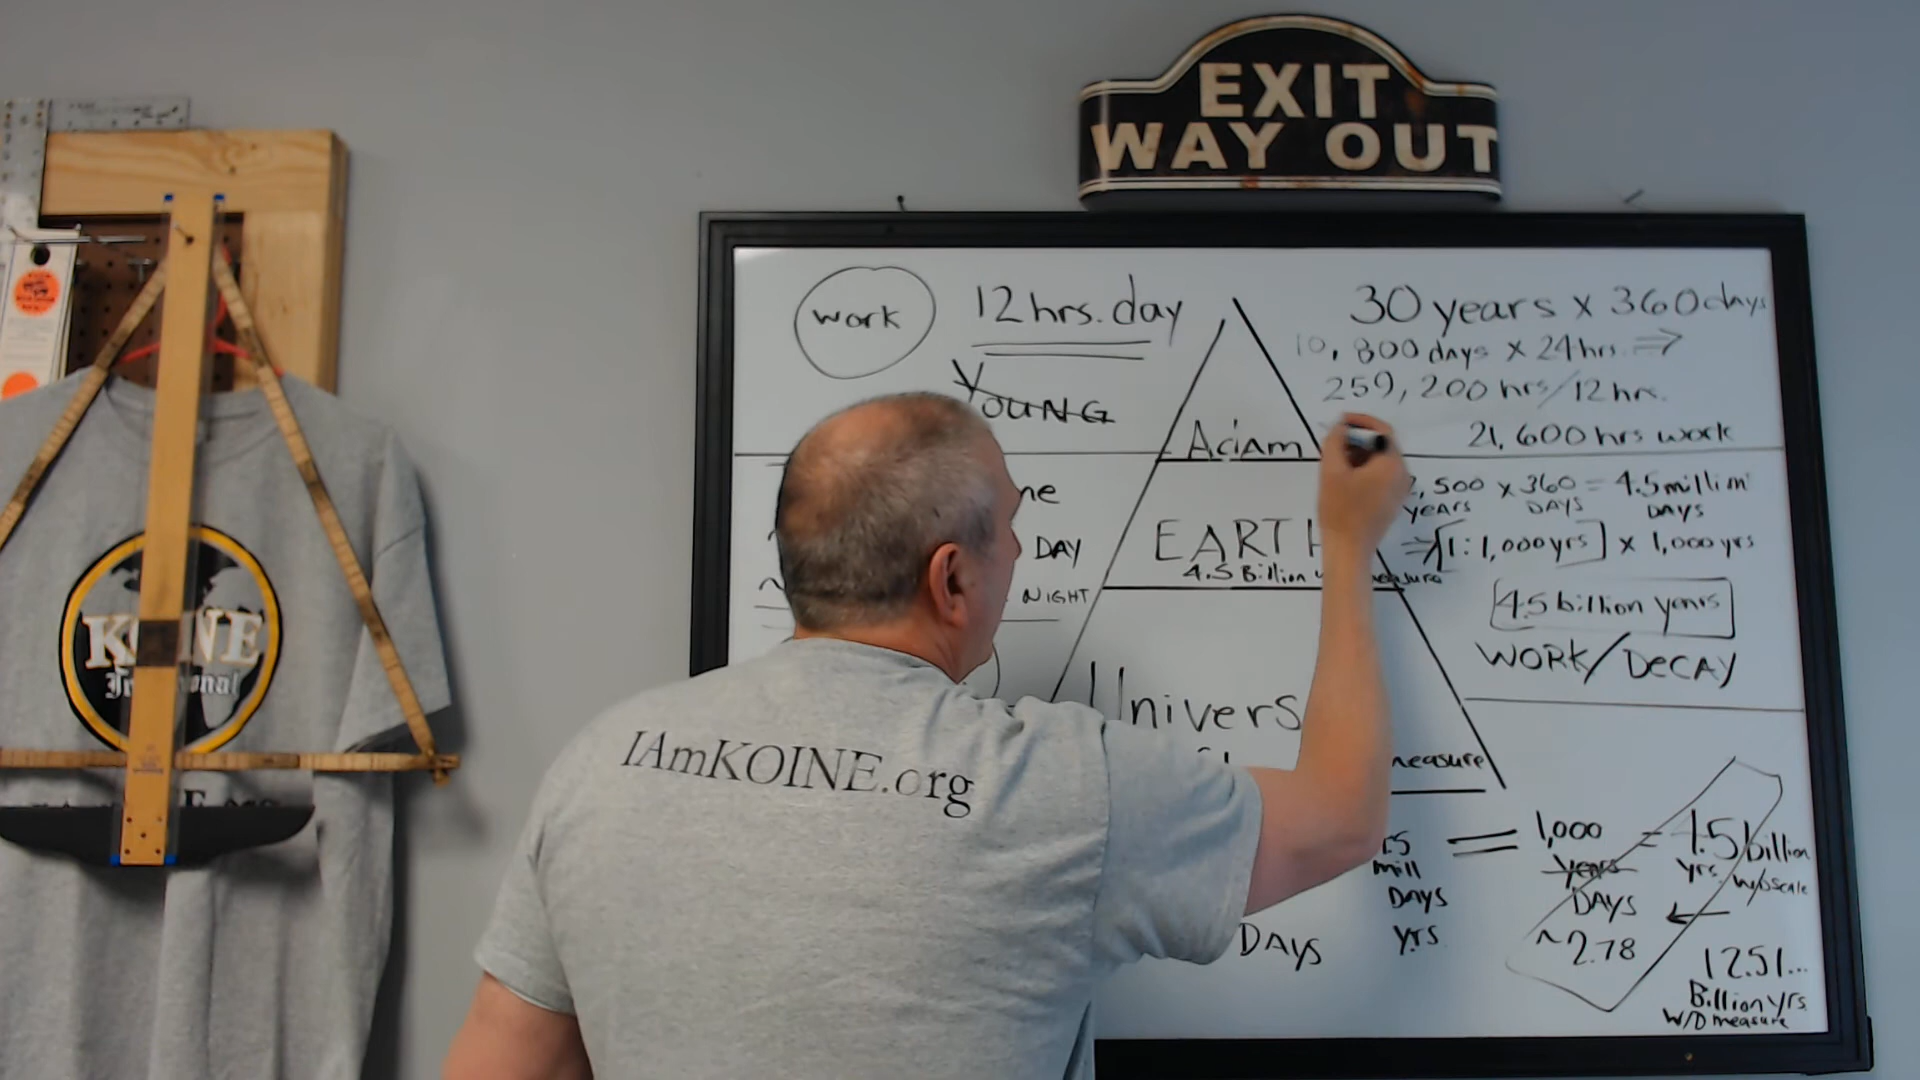 EXIT
WAY OUT
work
12 hrs. day
YOUNG
30 years x 360 days
10,800 days x 24 hrs. ⇒
259,200 hrs/12 hr.
21,600 hrs work
Adam
ne
DAY
NIGHT
EARTH
4.5 Billion
measure
2,500 x 360 = 4.5 million
years DAYS DAYS
⇒ [1:1,000 yrs] x 1,000 yrs
4.5 billion years
WORK/DECAY
Univers
measure
1,000 = 4.5 billion
years yrs. w/o scale
DAYS
~2.78
mill
DAYS
yrs
DAYS
12.51...
Billion yrs.
W/O measure
KOINE
IAmKOINE.org